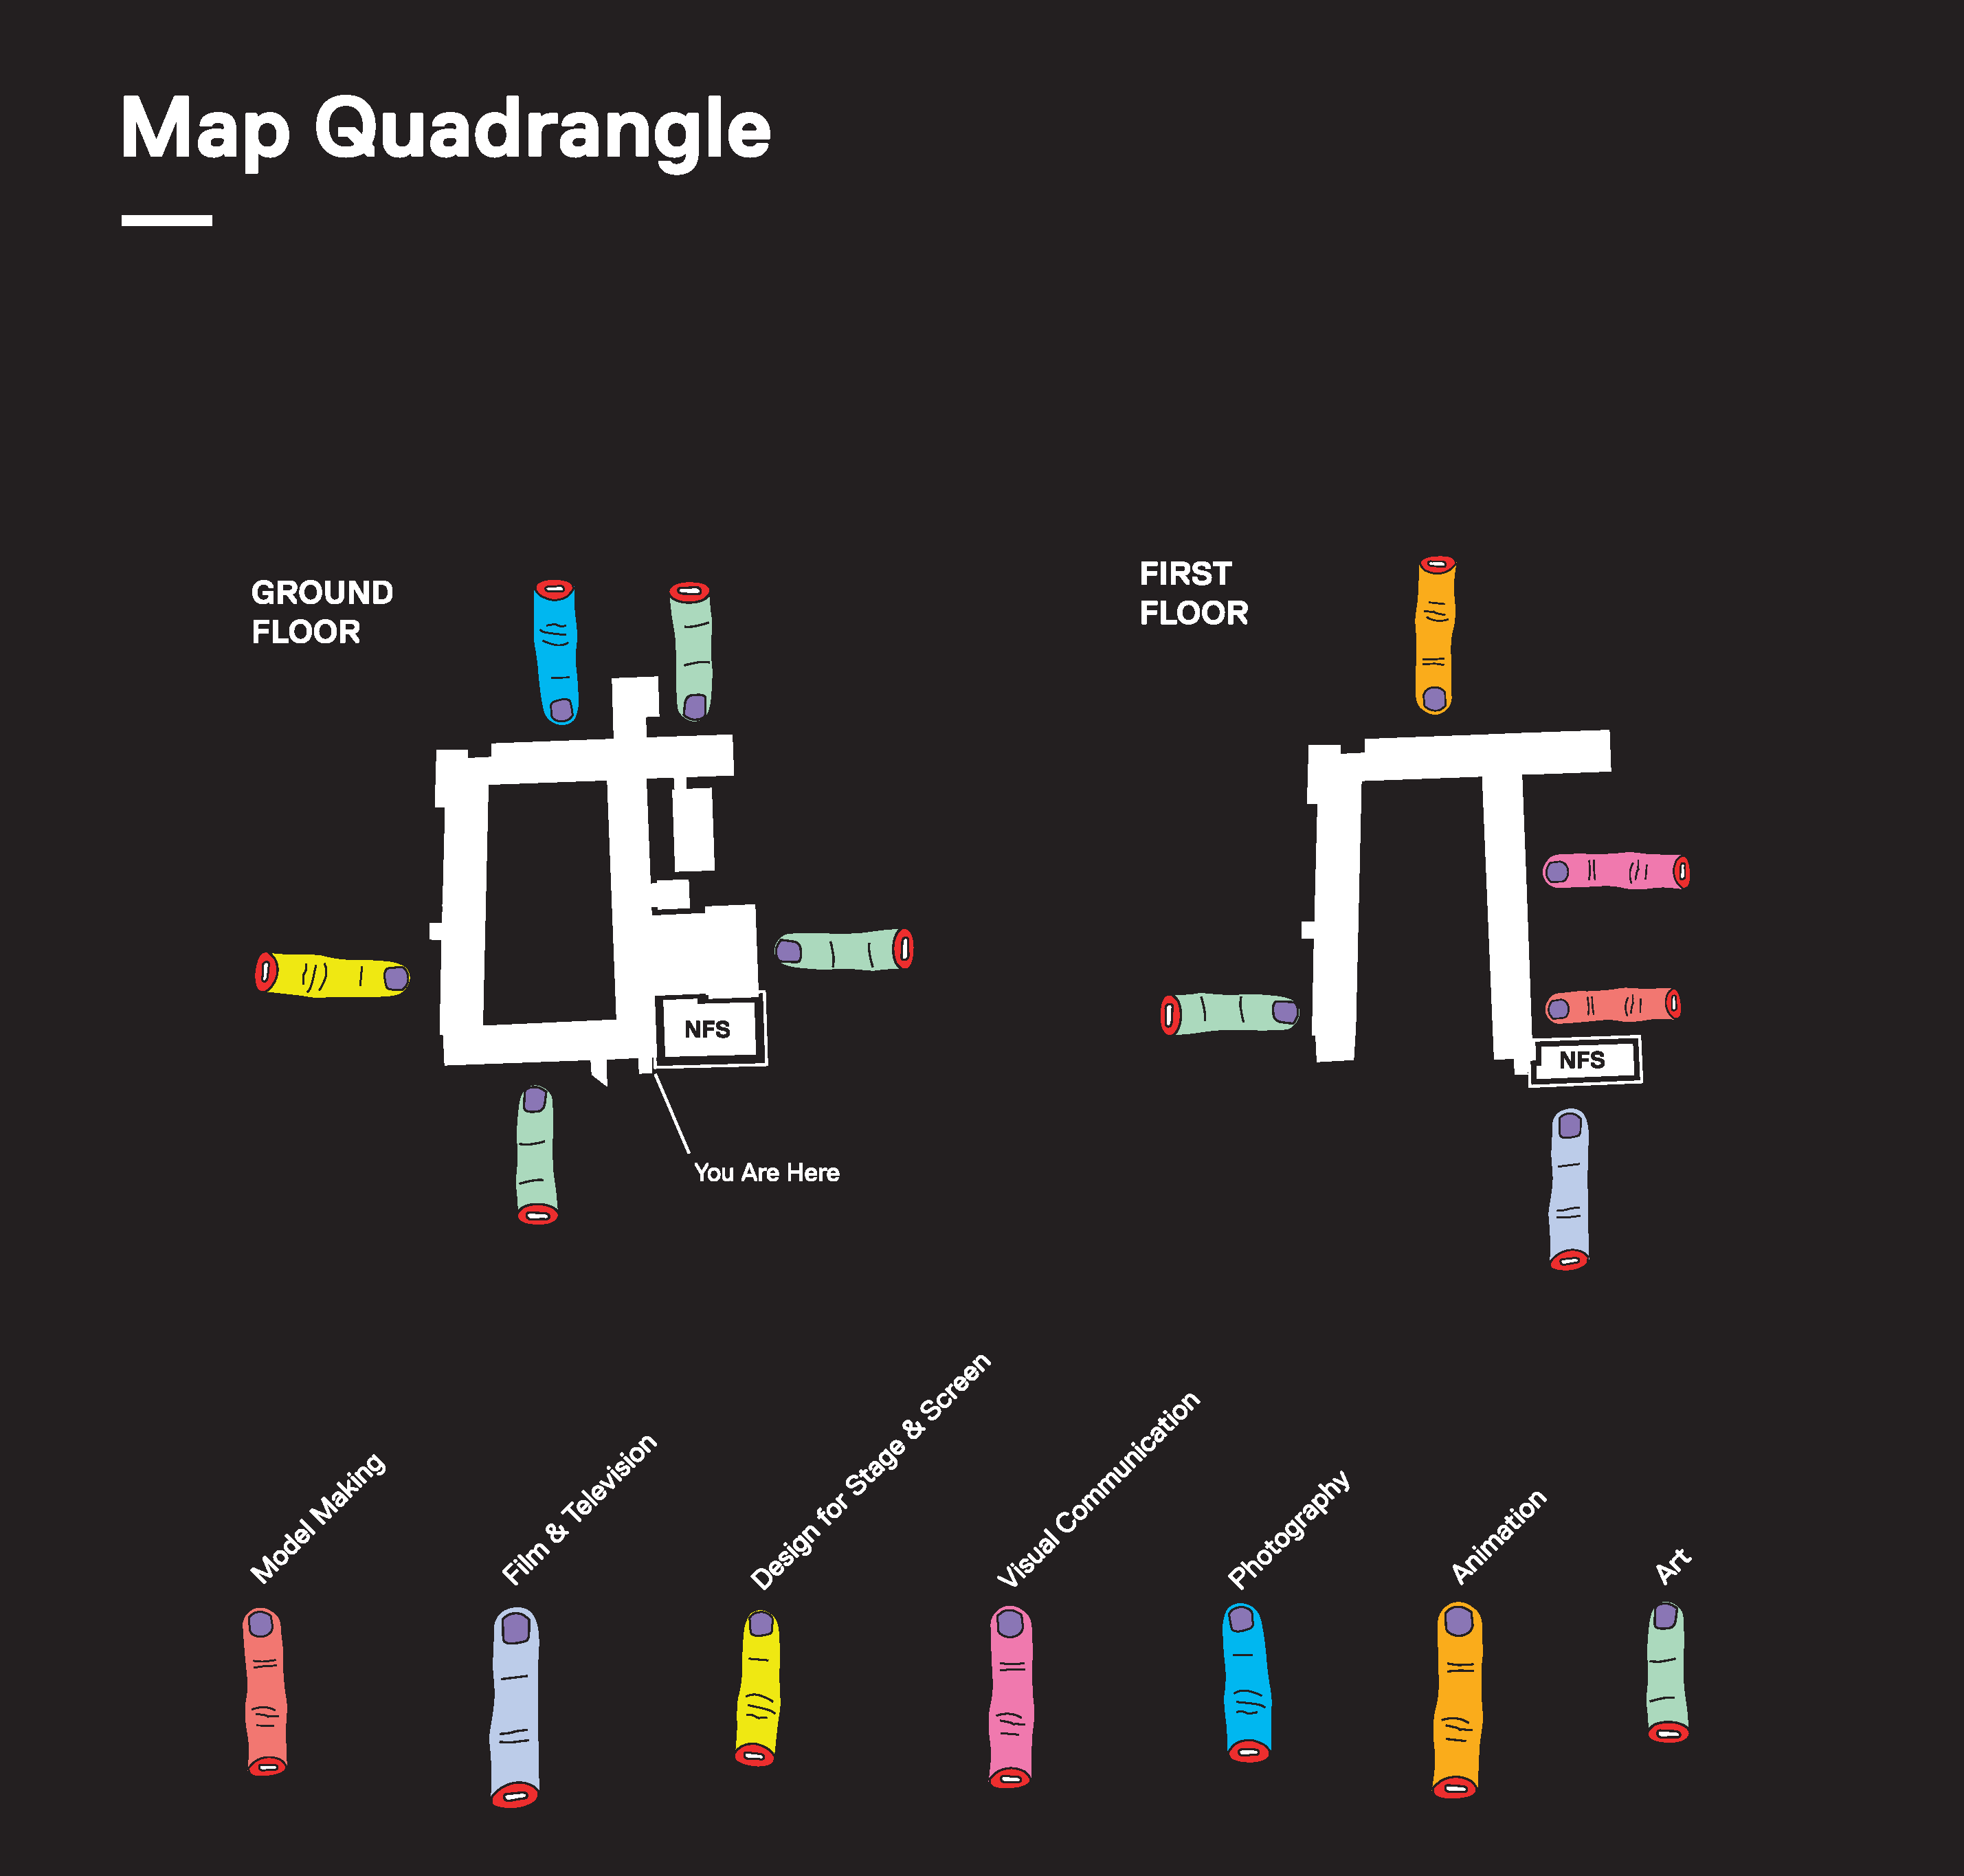 Map Quadrangle
GROUND
FLOOR
FIRST
FLOOR
NFS
NFS
You Are Here
Model Making
Film & Television
Design for Stage & Screen
Visual Communication
Photography
Animation
Art